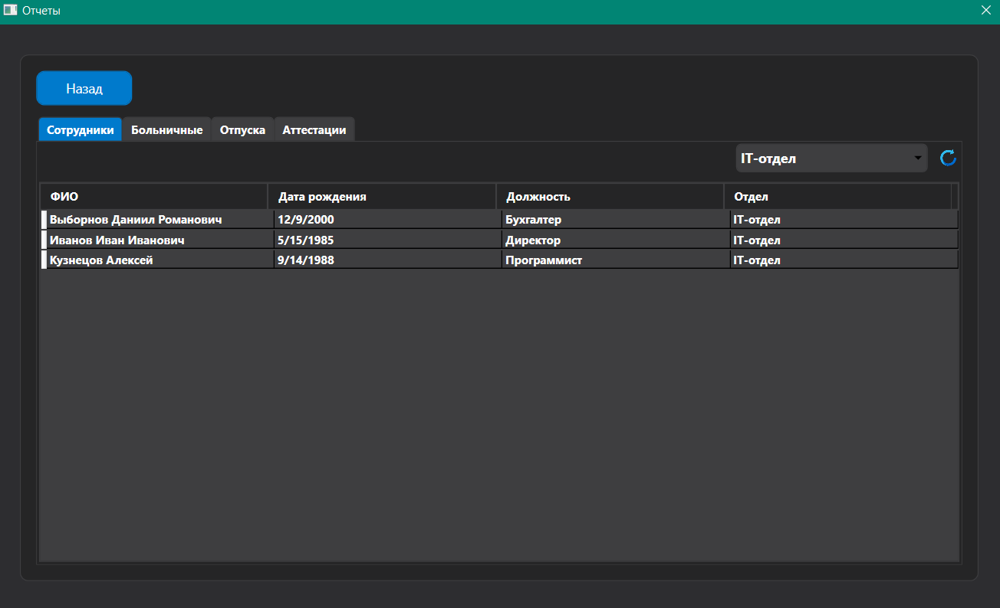 Отчеты
Назад
Сотрудники Больничные Отпуска Аттестации
IT-отдел
ФИО Дата рождения Должность Отдел
Выборнов Даниил Романович 12/9/2000 Бухгалтер IT-отдел
Иванов Иван Иванович 5/15/1985 Директор IT-отдел
Кузнецов Алексей 9/14/1988 Программист IT-отдел